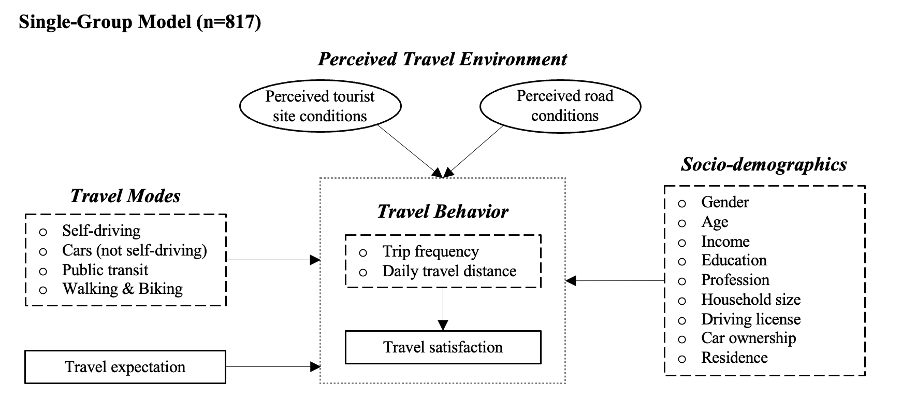 Single-Group Model (n=817)
Perceived Travel Environment
Perceived tourist
site conditions
Perceived road
conditions
Travel Modes
o Self-driving
o Cars (not self-driving)
o Public transit
o Walking & Biking
Travel expectation
Travel Behavior
o Trip frequency
o Daily travel distance
Travel satisfaction
Socio-demographics
o Gender
o Age
o Income
o Education
o Profession
o Household size
o Driving license
o Car ownership
o Residence